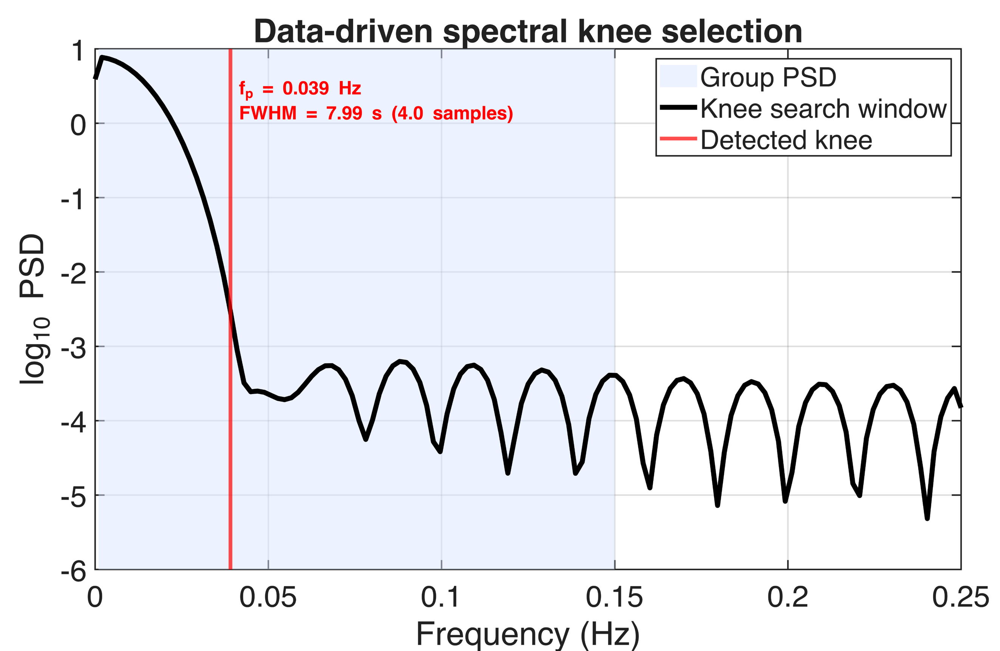 Data-driven spectral knee selection
1
0
-1
-2
-3
-4
-5
-6
log10 PSD
fp = 0.039 Hz
FWHM = 7.99 s (4.0 samples)
Group PSD
Knee search window
Detected knee
0 0.05 0.1 0.15 0.2 0.25
Frequency (Hz)